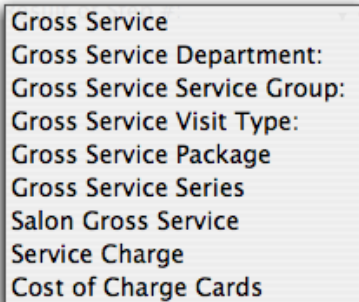 Gross Service
Gross Service Department:
Gross Service Service Group:
Gross Service Visit Type:
Gross Service Package
Gross Service Series
Salon Gross Service
Service Charge
Cost of Charge Cards